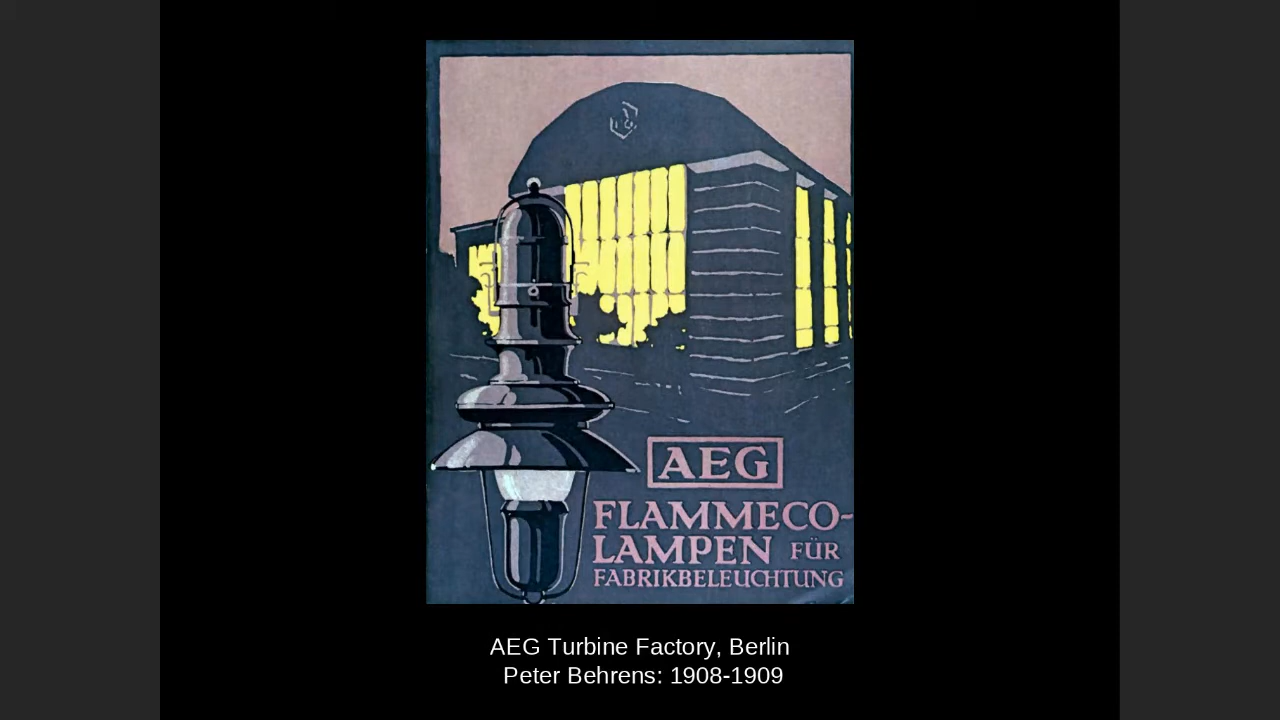 AEG
FLAMMECO-
LAMPEN FÜR
FABRIKBELEUCHTUNG
AEG Turbine Factory, Berlin
Peter Behrens: 1908-1909